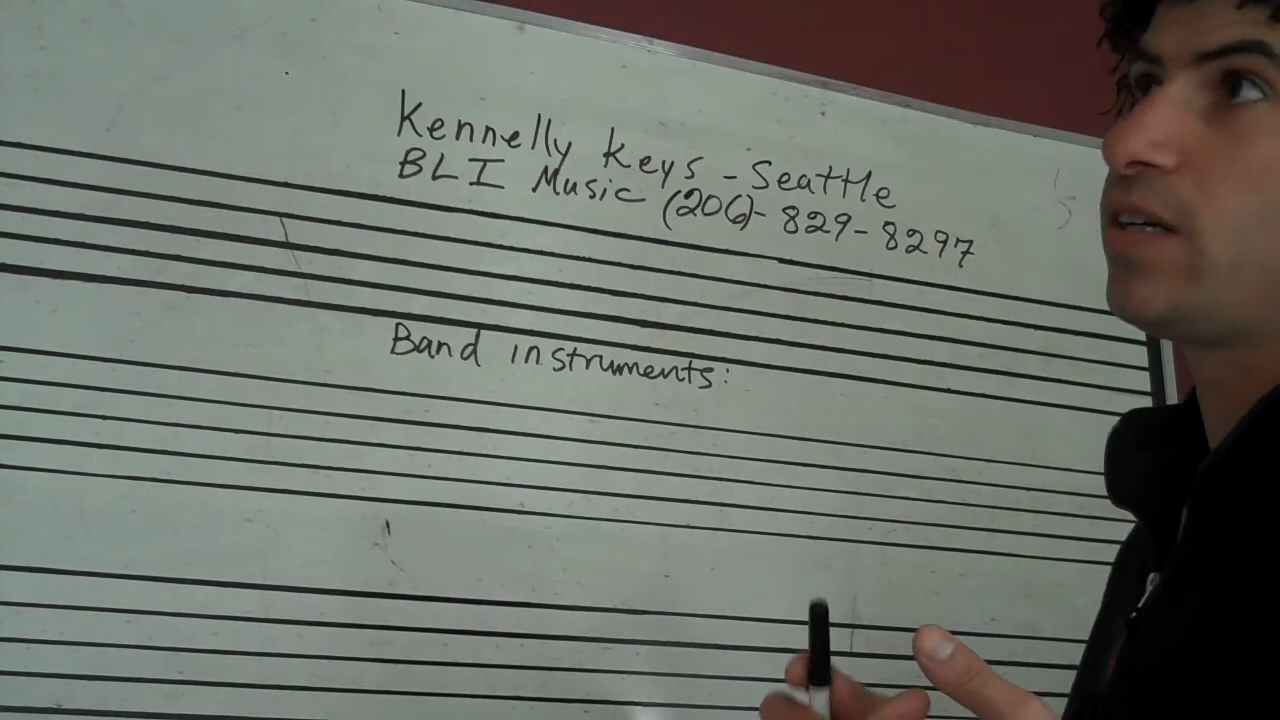 Kennelly Keys - Seattle
BLI Music (206)- 829-8297
Band instruments: